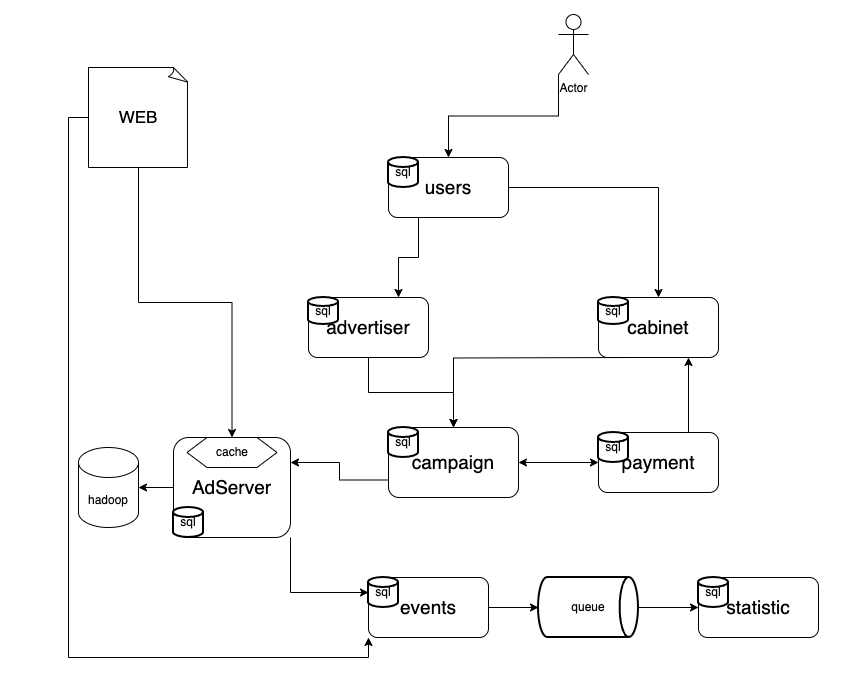 Actor
WEB
sql
users
sql
advertiser
sql
cabinet
cache
AdServer
sql
hadoop
sql
campaign
sql
payment
sql
events
queue
sql
statistic